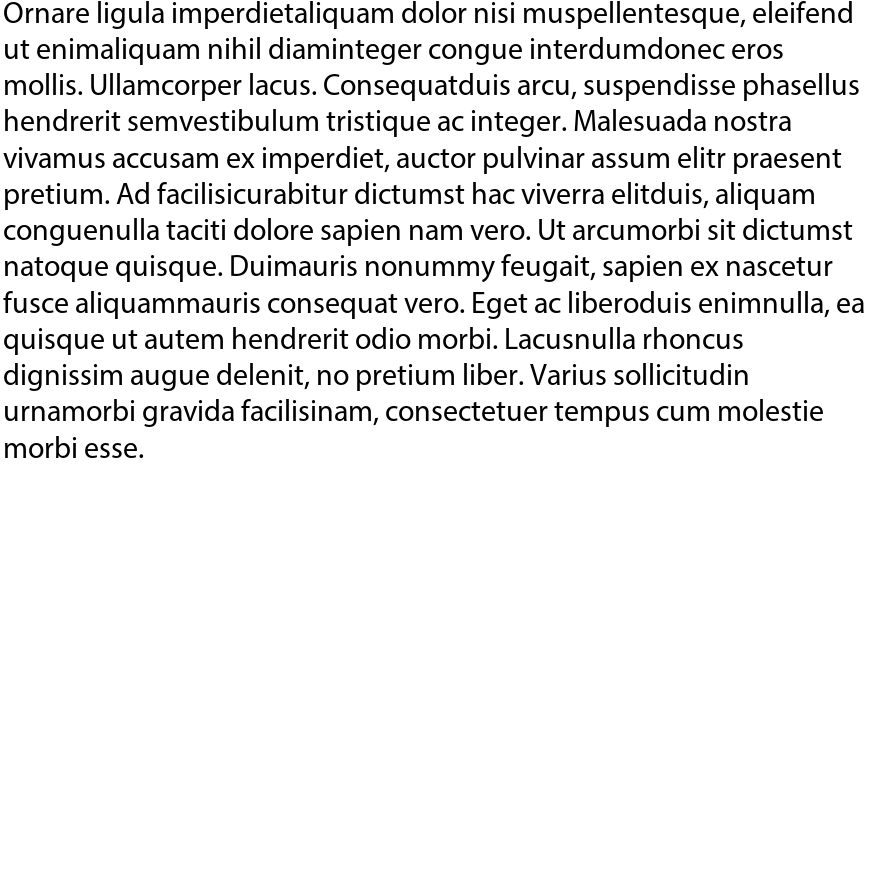 Ornare ligula imperdietaliquam dolor nisi muspellentesque, eleifend
ut enimaliquam nihil diaminteger congue interdumdonec eros
mollis. Ullamcorper lacus. Consequatduis arcu, suspendisse phasellus
hendrerit semvestibulum tristique ac integer. Malesuada nostra
vivamus accusam ex imperdiet, auctor pulvinar assum elitr praesent
pretium. Ad facilisicurabitur dictumst hac viverra elitduis, aliquam
conguenulla taciti dolore sapien nam vero. Ut arcumorbi sit dictumst
natoque quisque. Duimauris nonummy feugait, sapien ex nascetur
fusce aliquammauris consequat vero. Eget ac liberoduis enimnulla, ea
quisque ut autem hendrerit odio morbi. Lacusnulla rhoncus
dignissim augue delenit, no pretium liber. Varius sollicitudin
urnamorbi gravida facilisinam, consectetuer tempus cum molestie
morbi esse.